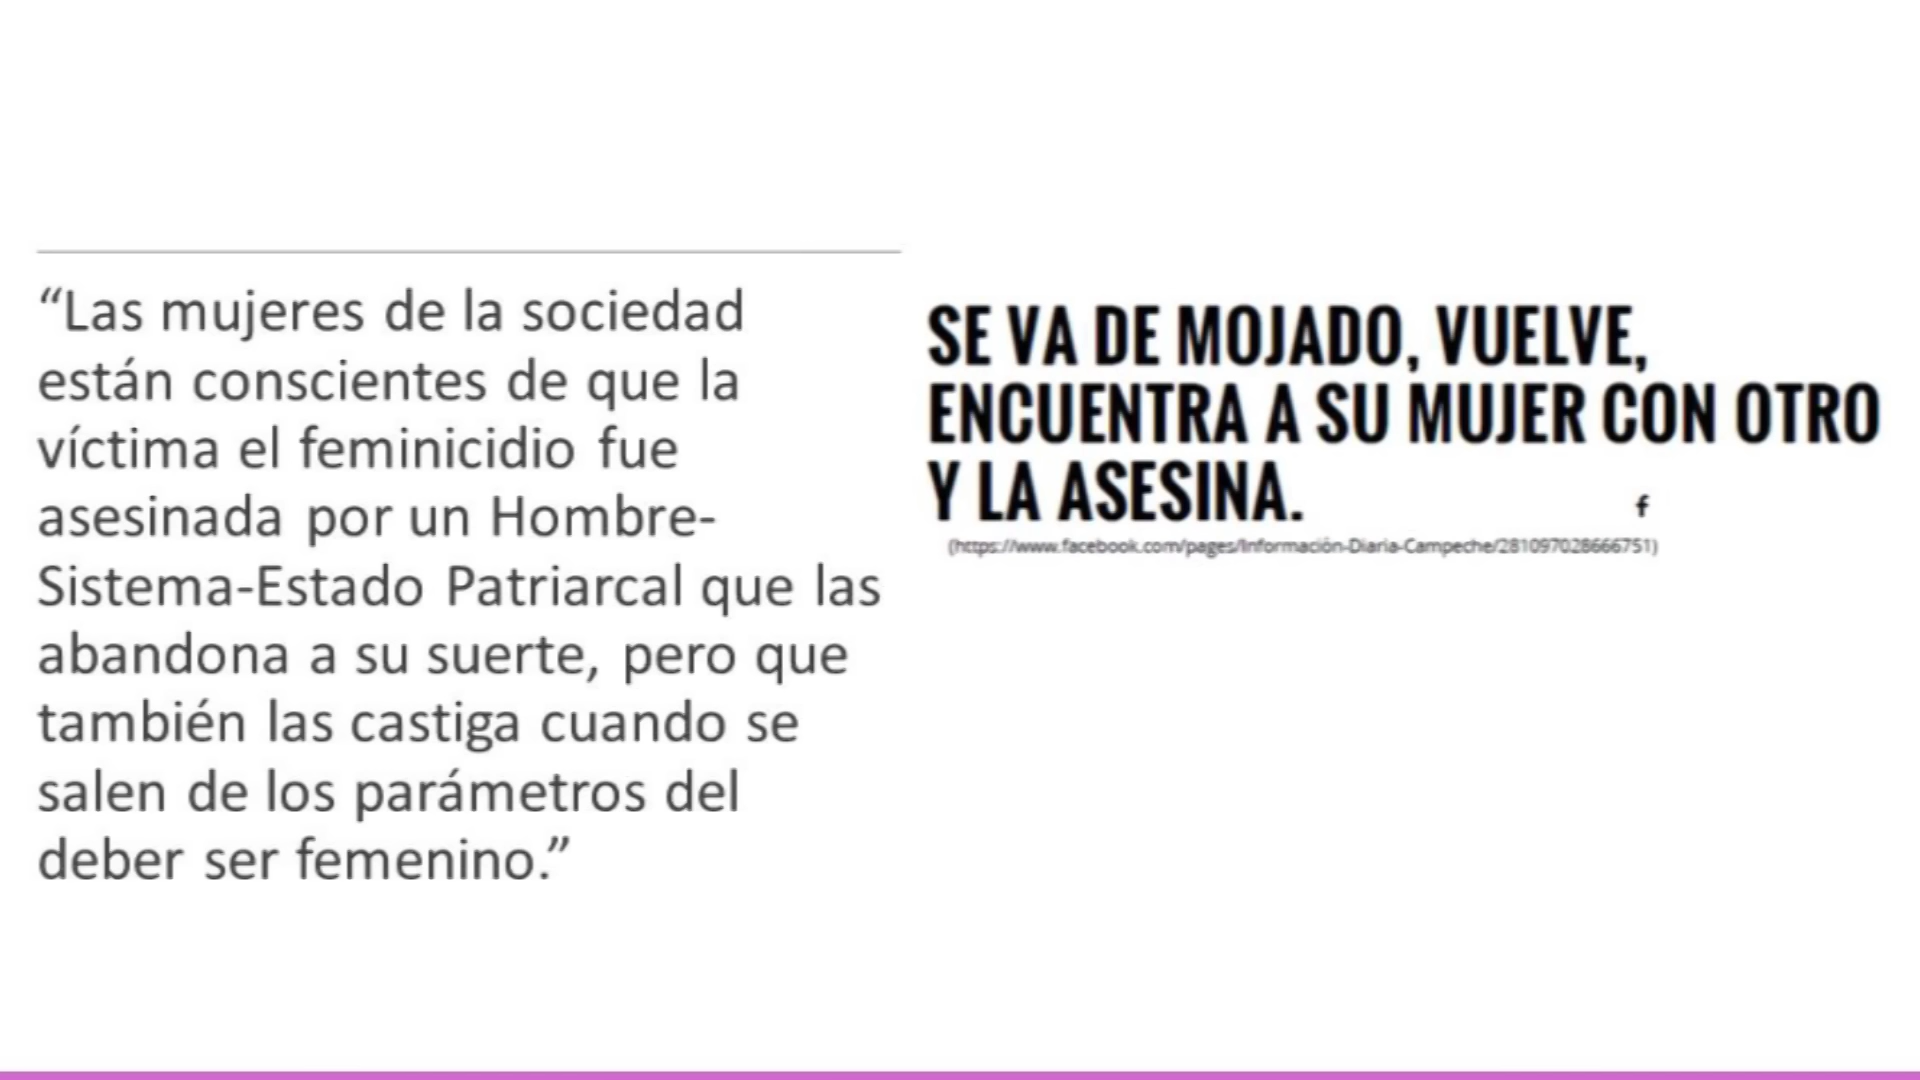 “Las mujeres de la sociedad
están conscientes de que la
víctima el feminicidio fue
asesinada por un Hombre-
Sistema-Estado Patriarcal que las
abandona a su suerte, pero que
también las castiga cuando se
salen de los parámetros del
deber ser femenino.”
SE VA DE MOJADO, VUELVE,
ENCUENTRA A SU MUJER CON OTRO
Y LA ASESINA.
f
(https://www.facebook.com/pages/Información-Diaria-Campeche/281097028666751)